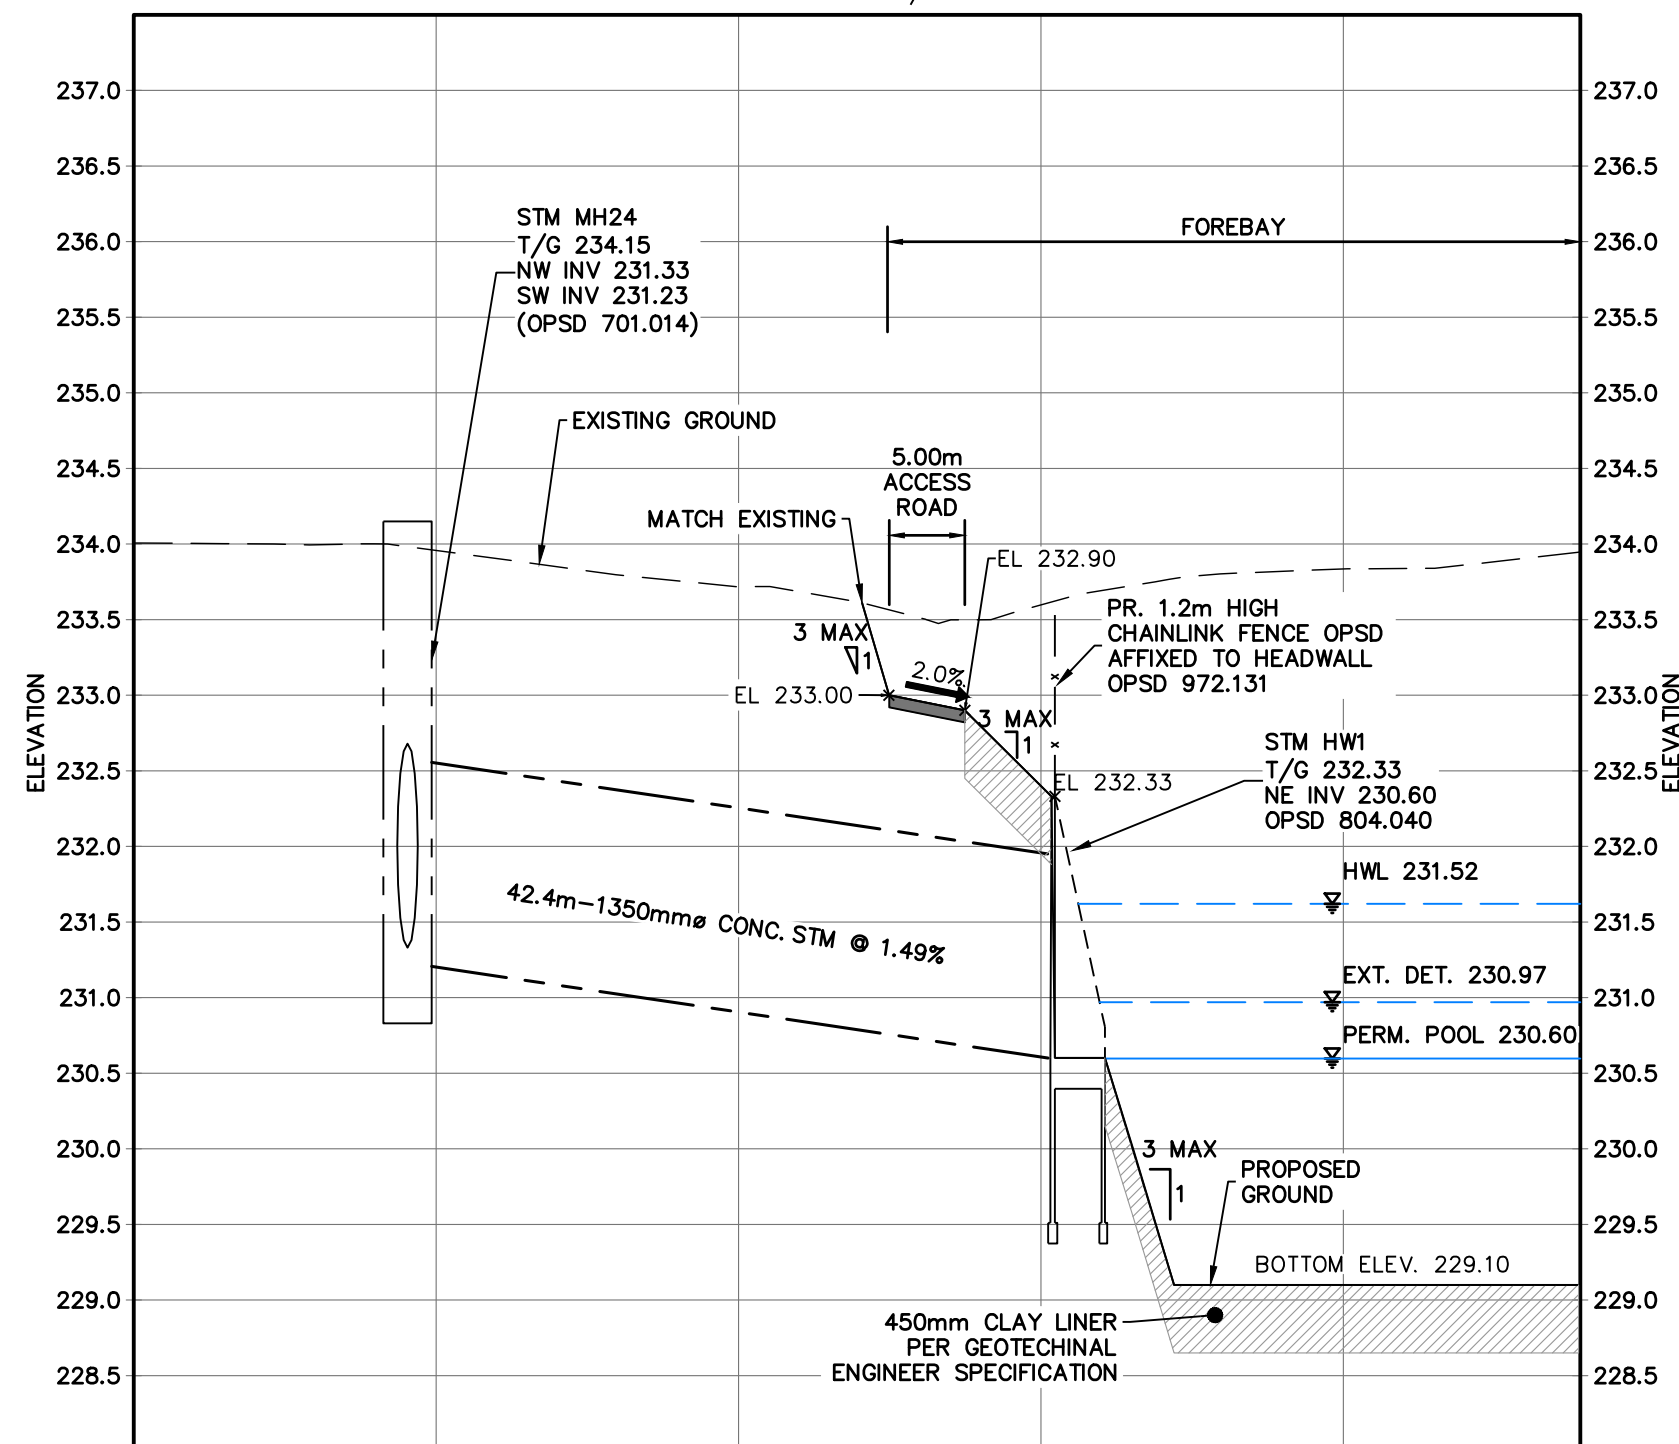 237.0
236.5
236.0
235.5
235.0
234.5
234.0
233.5
233.0
232.5
232.0
231.5
231.0
230.5
230.0
229.5
229.0
228.5
ELEVATION
STM MH24
T/G 234.15
NW INV 231.33
SW INV 231.23
(OPSD 701.014)
FOREBAY
EXISTING GROUND
5.00m
ACCESS
ROAD
MATCH EXISTING
EL 232.90
3 MAX
1
2.0%
EL 233.00
PR. 1.2m HIGH
CHAINLINK FENCE OPSD
AFFIXED TO HEADWALL
OPSD 972.131
3 MAX
1
EL 232.33
STM HW1
T/G 232.33
NE INV 230.60
OPSD 804.040
HWL 231.52
42.4m-1350mmø CONC. STM @ 1.49%
EXT. DET. 230.97
PERM. POOL 230.60
3 MAX
1
PROPOSED
GROUND
BOTTOM ELEV. 229.10
450mm CLAY LINER
PER GEOTECHINAL
ENGINEER SPECIFICATION
237.0
236.5
236.0
235.5
235.0
234.5
234.0
233.5
233.0
232.5
232.0
231.5
231.0
230.5
230.0
229.5
229.0
228.5
ELEVATION